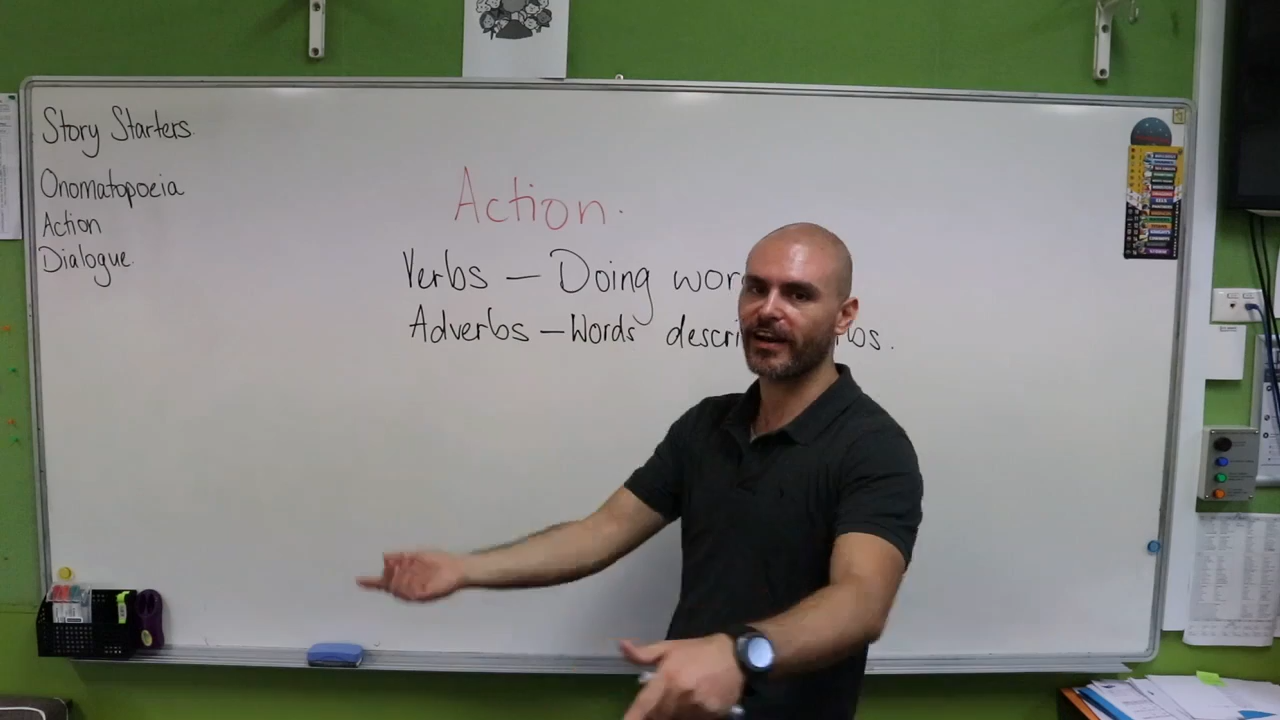 Story Starters.
Onomatopoeia
Action
Dialogue.
Action.
Verbs – Doing
Adverbs – Words